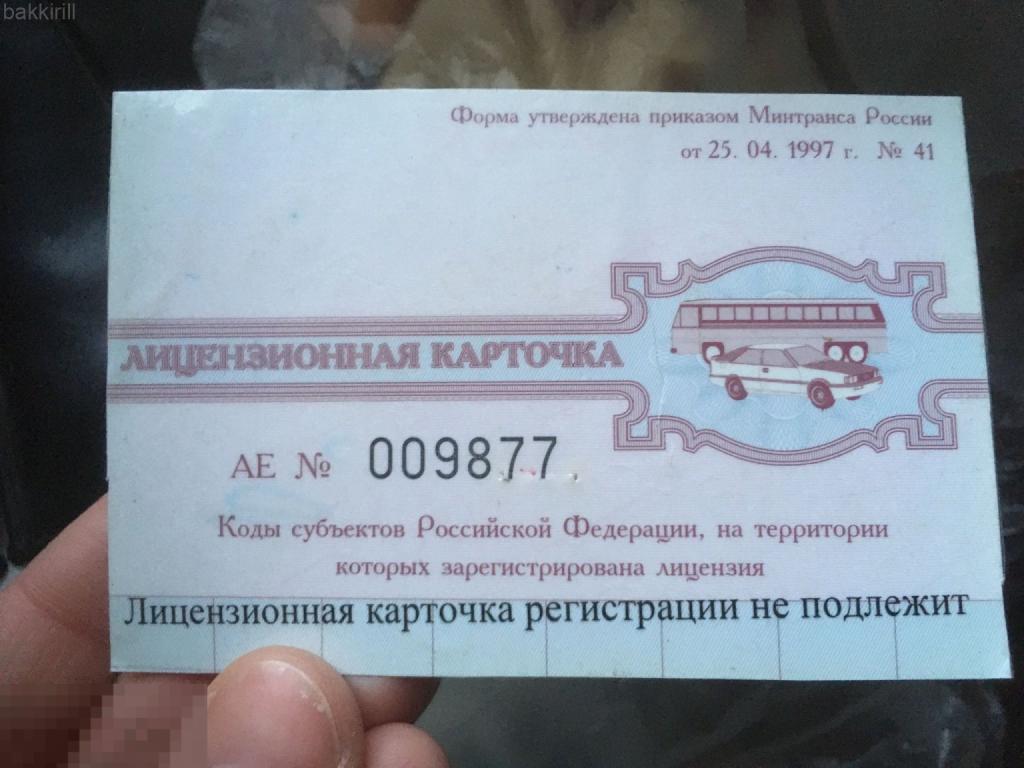 bakkirill
Форма утверждена приказом Минтранса России
от 25. 04. 1997 г. № 41
ЛИЦЕНЗИОННАЯ КАРТОЧКА
АЕ № 009877
Коды субъектов Российской Федерации, на территории
которых зарегистрирована лицензия
Лицензионная карточка регистрации не подлежит